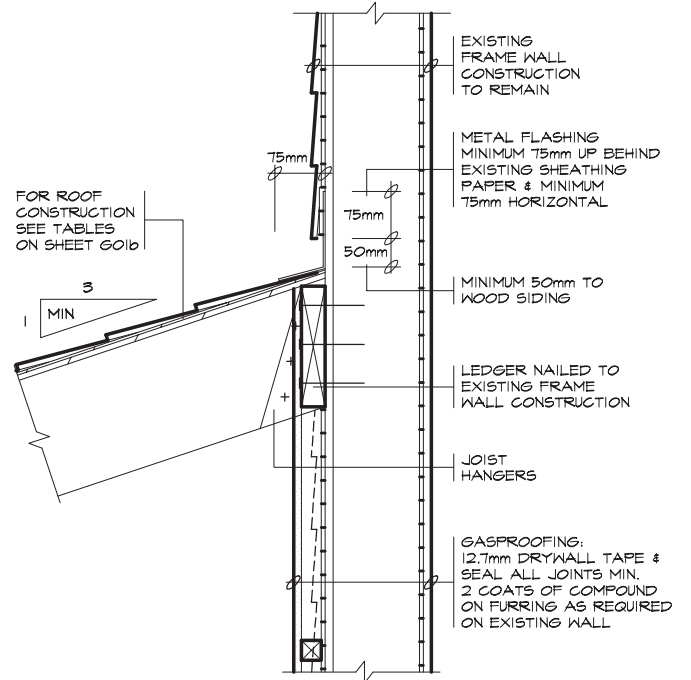 EXISTING
FRAME WALL
CONSTRUCTION
TO REMAIN
METAL FLASHING
MINIMUM 75mm UP BEHIND
EXISTING SHEATHING
PAPER & MINIMUM
75mm HORIZONTAL
75mm
75mm
50mm
FOR ROOF
CONSTRUCTION
SEE TABLES
ON SHEET G01b
3
1
MIN
MINIMUM 50mm TO
WOOD SIDING
LEDGER NAILED TO
EXISTING FRAME
WALL CONSTRUCTION
JOIST
HANGERS
GASPROOFING:
12.7mm DRYWALL TAPE &
SEAL ALL JOINTS MIN.
2 COATS OF COMPOUND
ON FURRING AS REQUIRED
ON EXISTING WALL